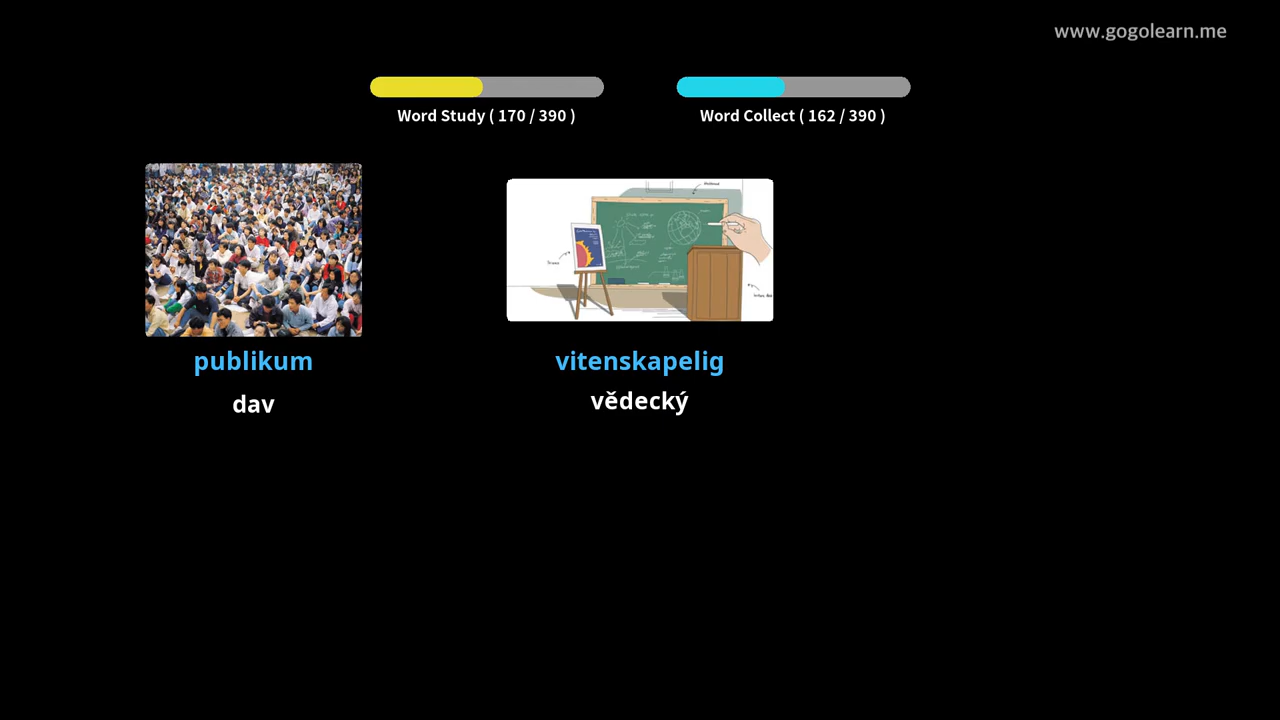 www.gogolearn.me
Word Study ( 170 / 390 )
Word Collect ( 162 / 390 )
publikum
dav
vitenskapelig
vědecký